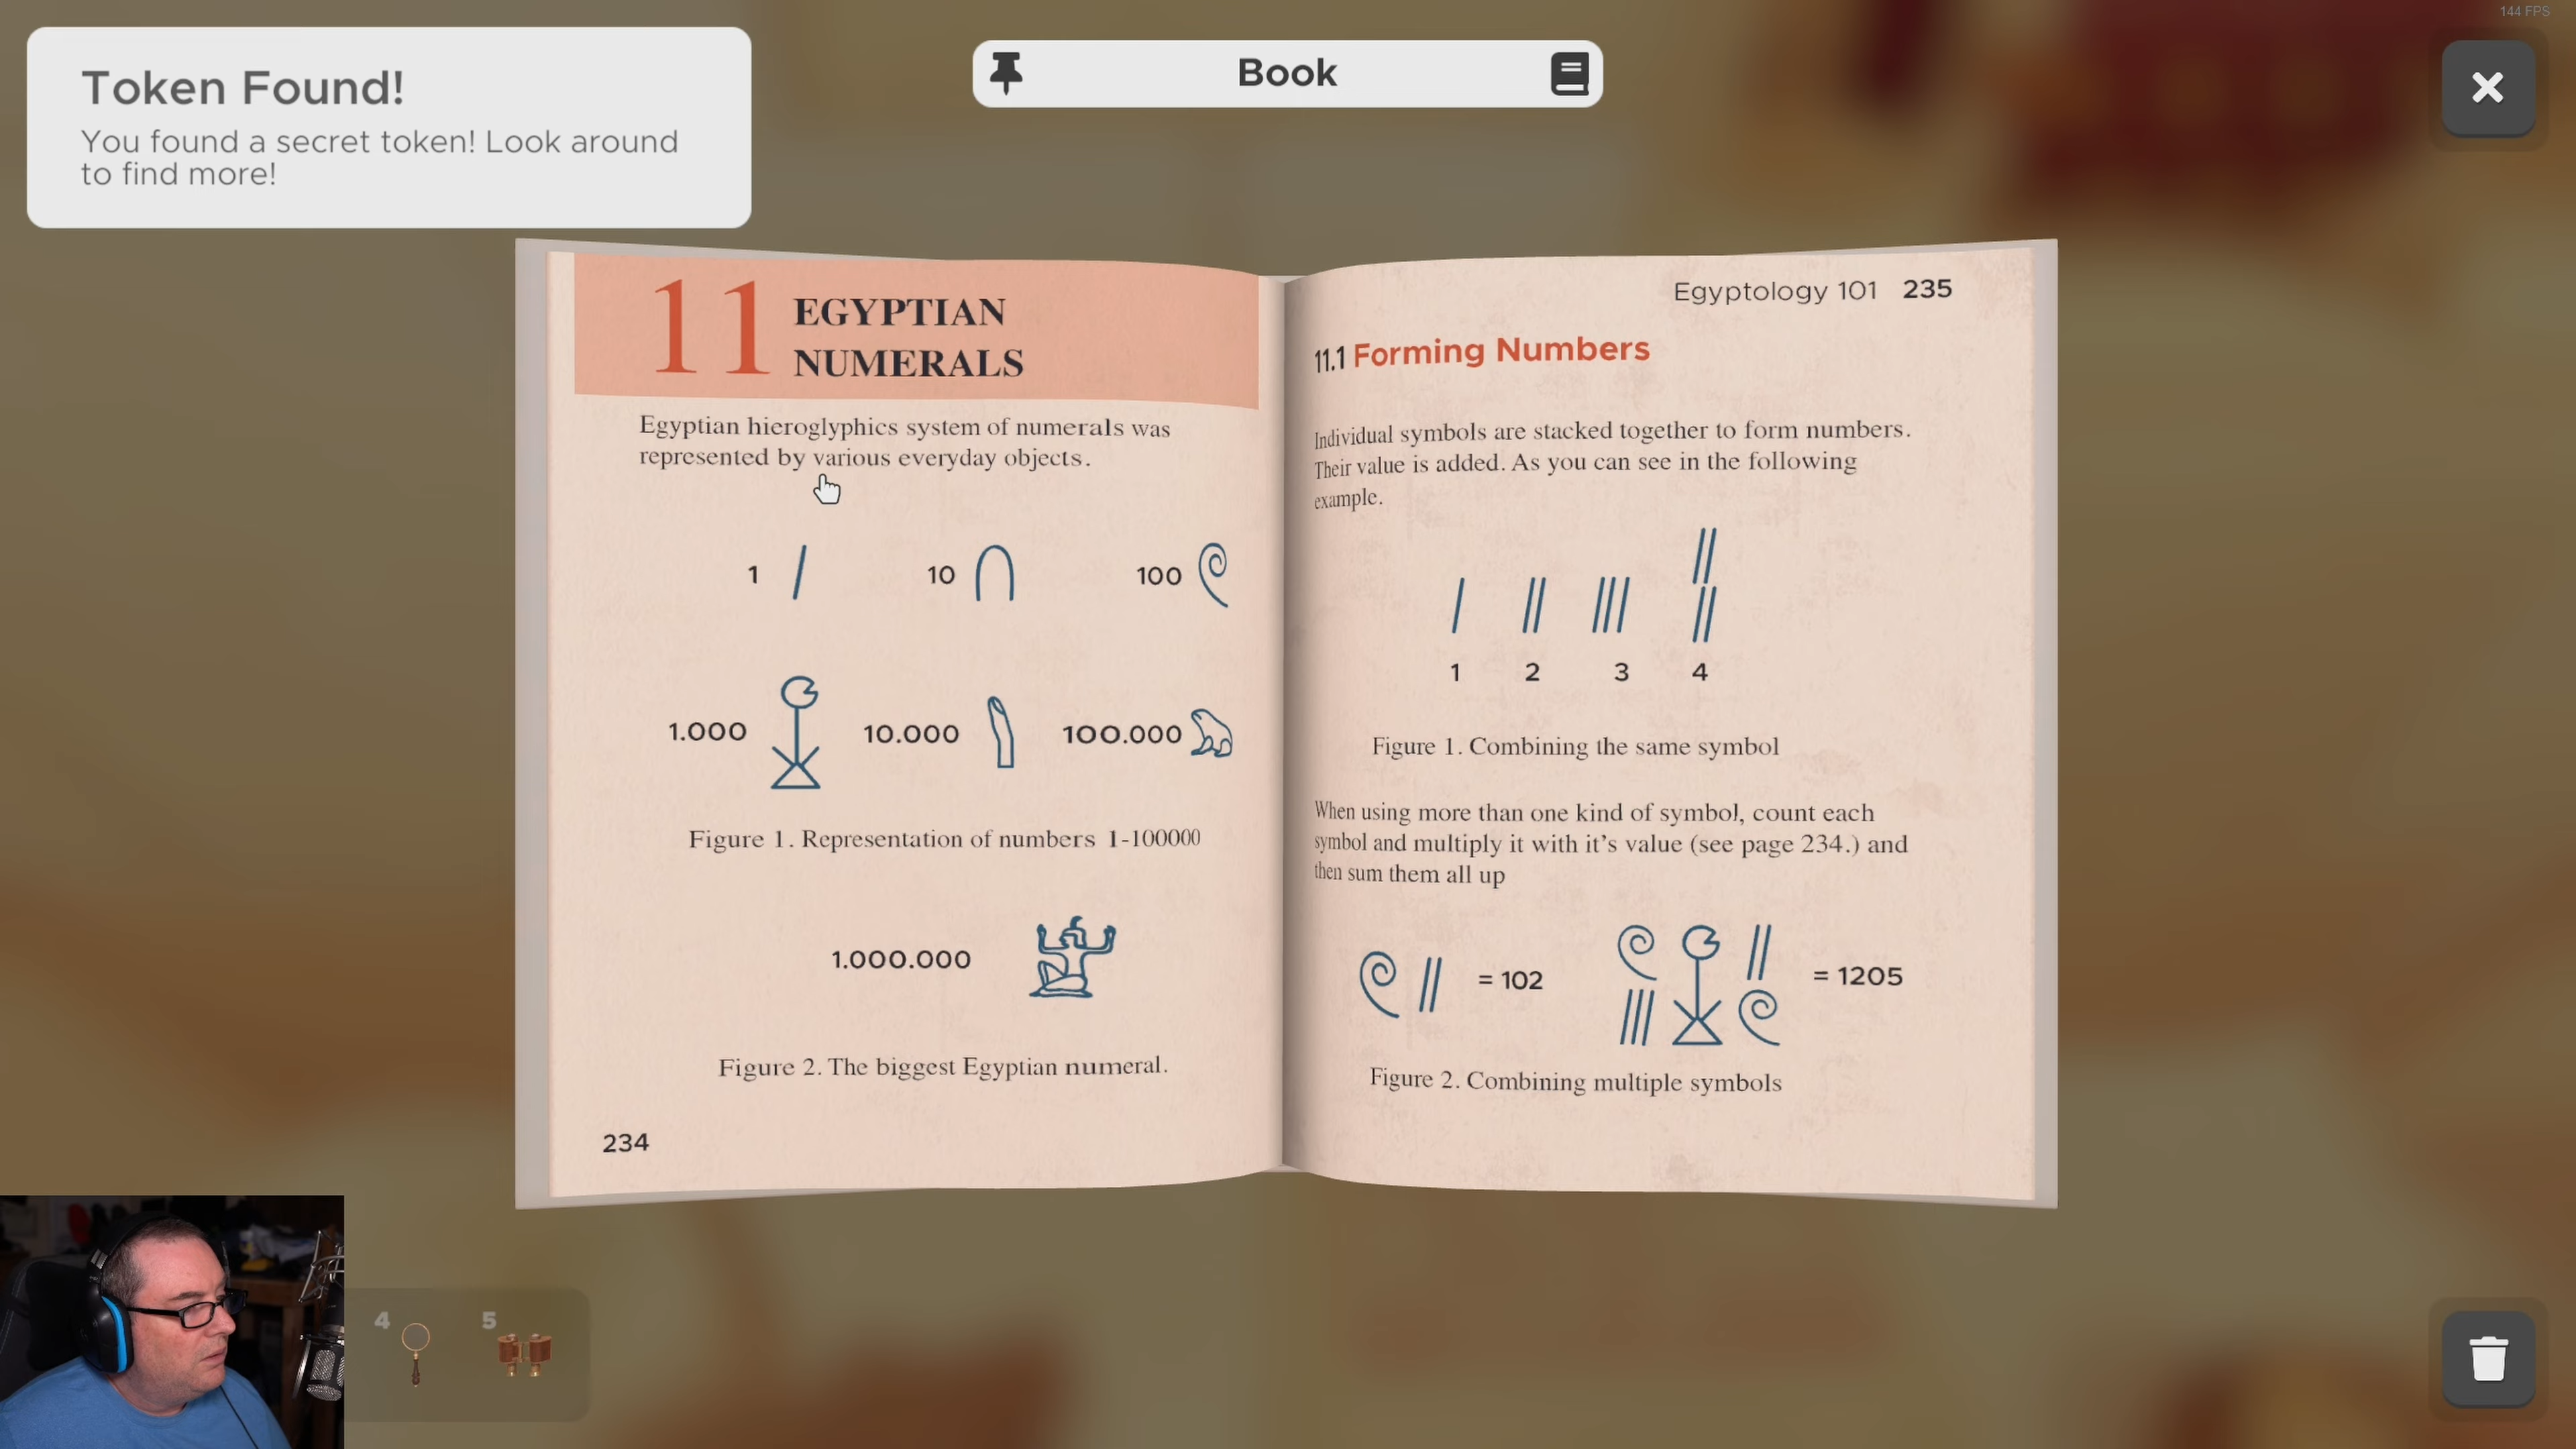 144 FPS
Token Found!
You found a secret token! Look around
to find more!
Book
11 EGYPTIAN
NUMERALS
Egyptian hieroglyphics system of numerals was
represented by various everyday objects.
1 10 100
1.000 10.000 100.000
Figure 1. Representation of numbers 1-100000
1.000.000
Figure 2. The biggest Egyptian numeral.
234
Egyptology 101 235
11.1 Forming Numbers
Individual symbols are stacked together to form numbers.
Their value is added. As you can see in the following
example.
1 2 3 4
Figure 1. Combining the same symbol
When using more than one kind of symbol, count each
symbol and multiply it with it's value (see page 234.) and
then sum them all up
= 102 = 1205
Figure 2. Combining multiple symbols
4 5